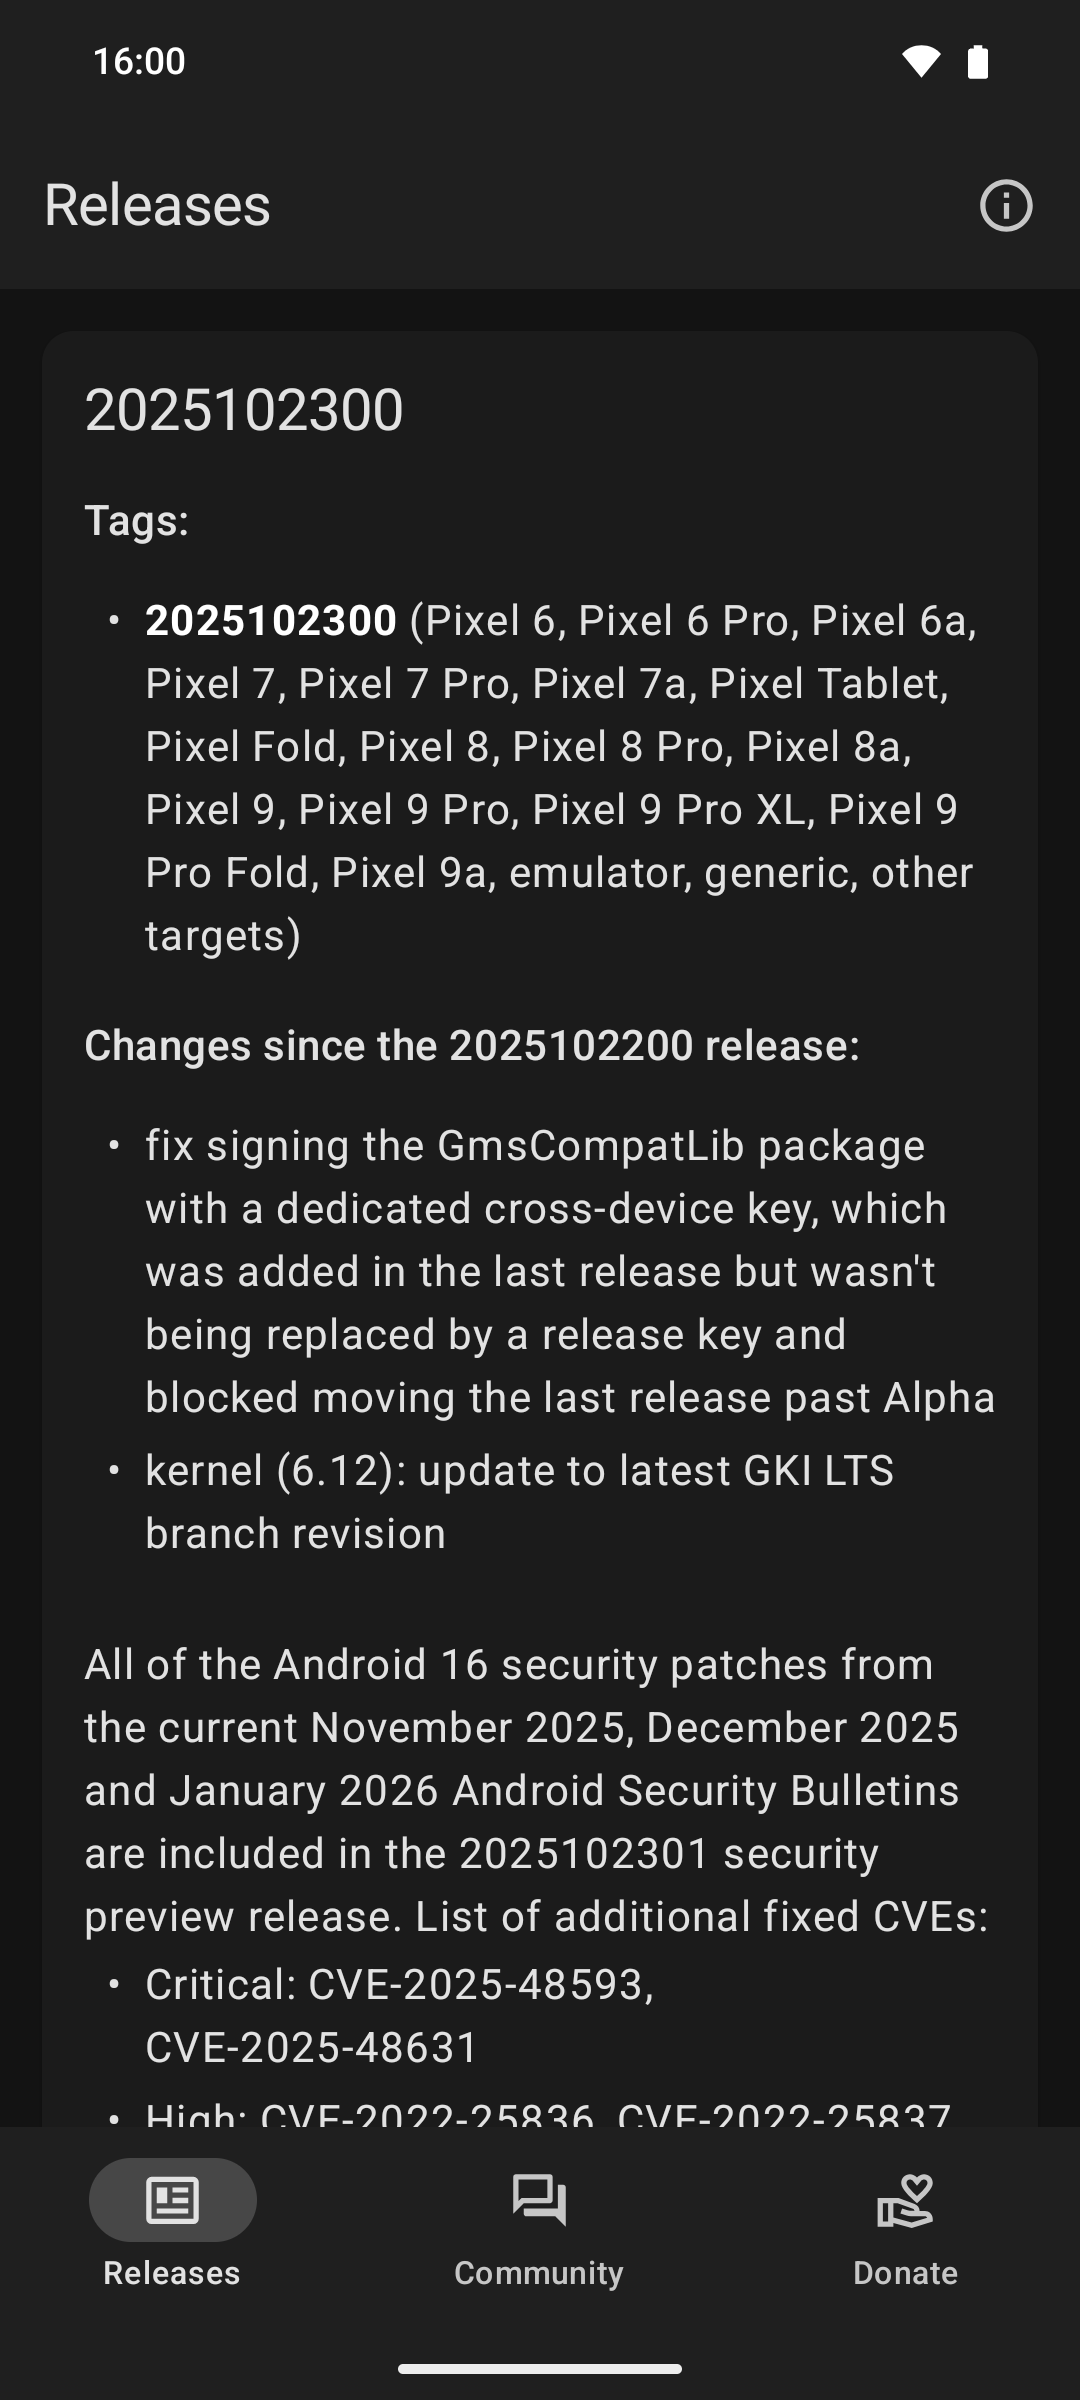 16:00
Releases
2025102300
Tags:
• 2025102300 (Pixel 6, Pixel 6 Pro, Pixel 6a,
Pixel 7, Pixel 7 Pro, Pixel 7a, Pixel Tablet,
Pixel Fold, Pixel 8, Pixel 8 Pro, Pixel 8a,
Pixel 9, Pixel 9 Pro, Pixel 9 Pro XL, Pixel 9
Pro Fold, Pixel 9a, emulator, generic, other
targets)
Changes since the 2025102200 release:
• fix signing the GmsCompatLib package
with a dedicated cross-device key, which
was added in the last release but wasn't
being replaced by a release key and
blocked moving the last release past Alpha
• kernel (6.12): update to latest GKI LTS
branch revision
All of the Android 16 security patches from
the current November 2025, December 2025
and January 2026 Android Security Bulletins
are included in the 2025102301 security
preview release. List of additional fixed CVEs:
• Critical: CVE-2025-48593,
CVE-2025-48631
• High: CVE-2022-25836, CVE-2022-25837
Releases
Community
Donate